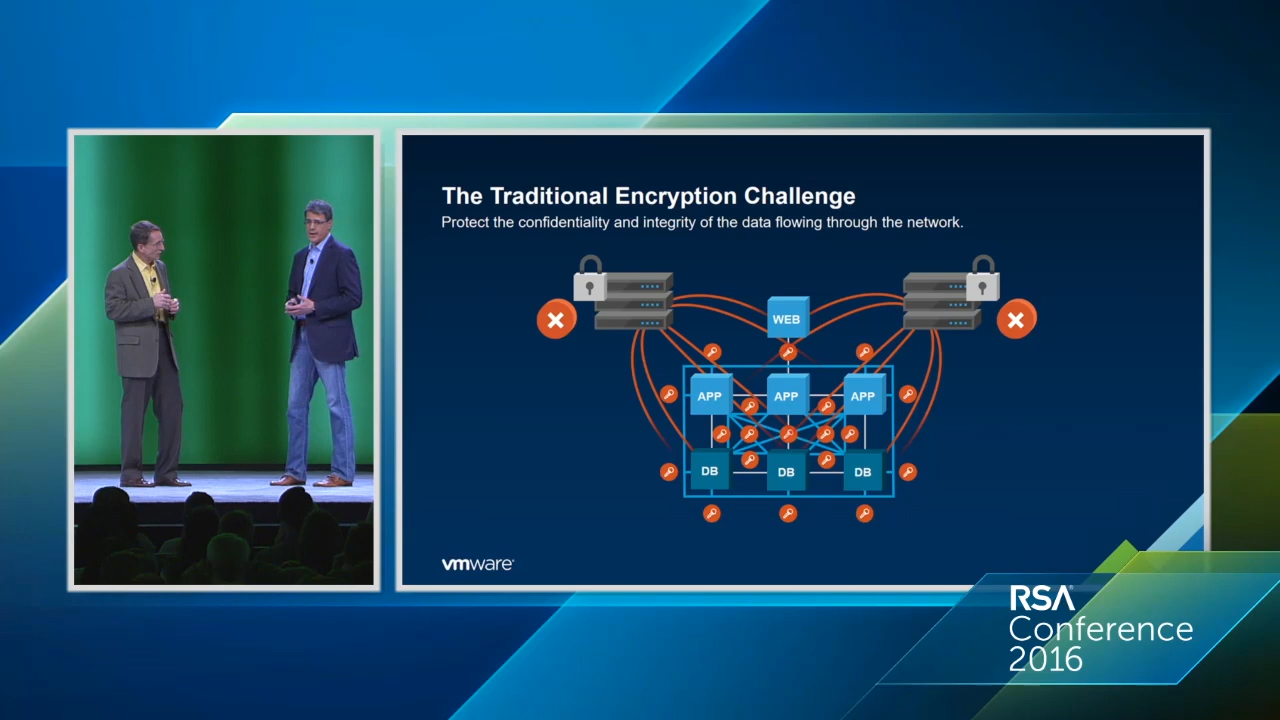 The Traditional Encryption Challenge
Protect the confidentiality and integrity of the data flowing through the network.
WEB
APP APP APP
DB DB DB
vmware
RSA
Conference
2016